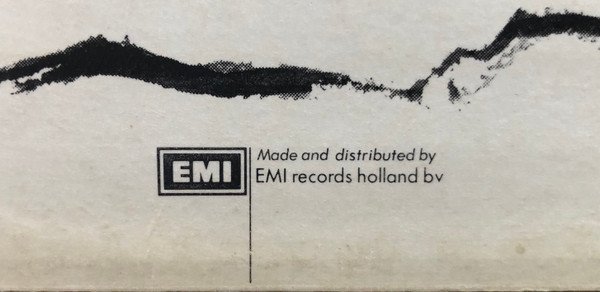 EMI
Made and distributed by
EMI records holland bv